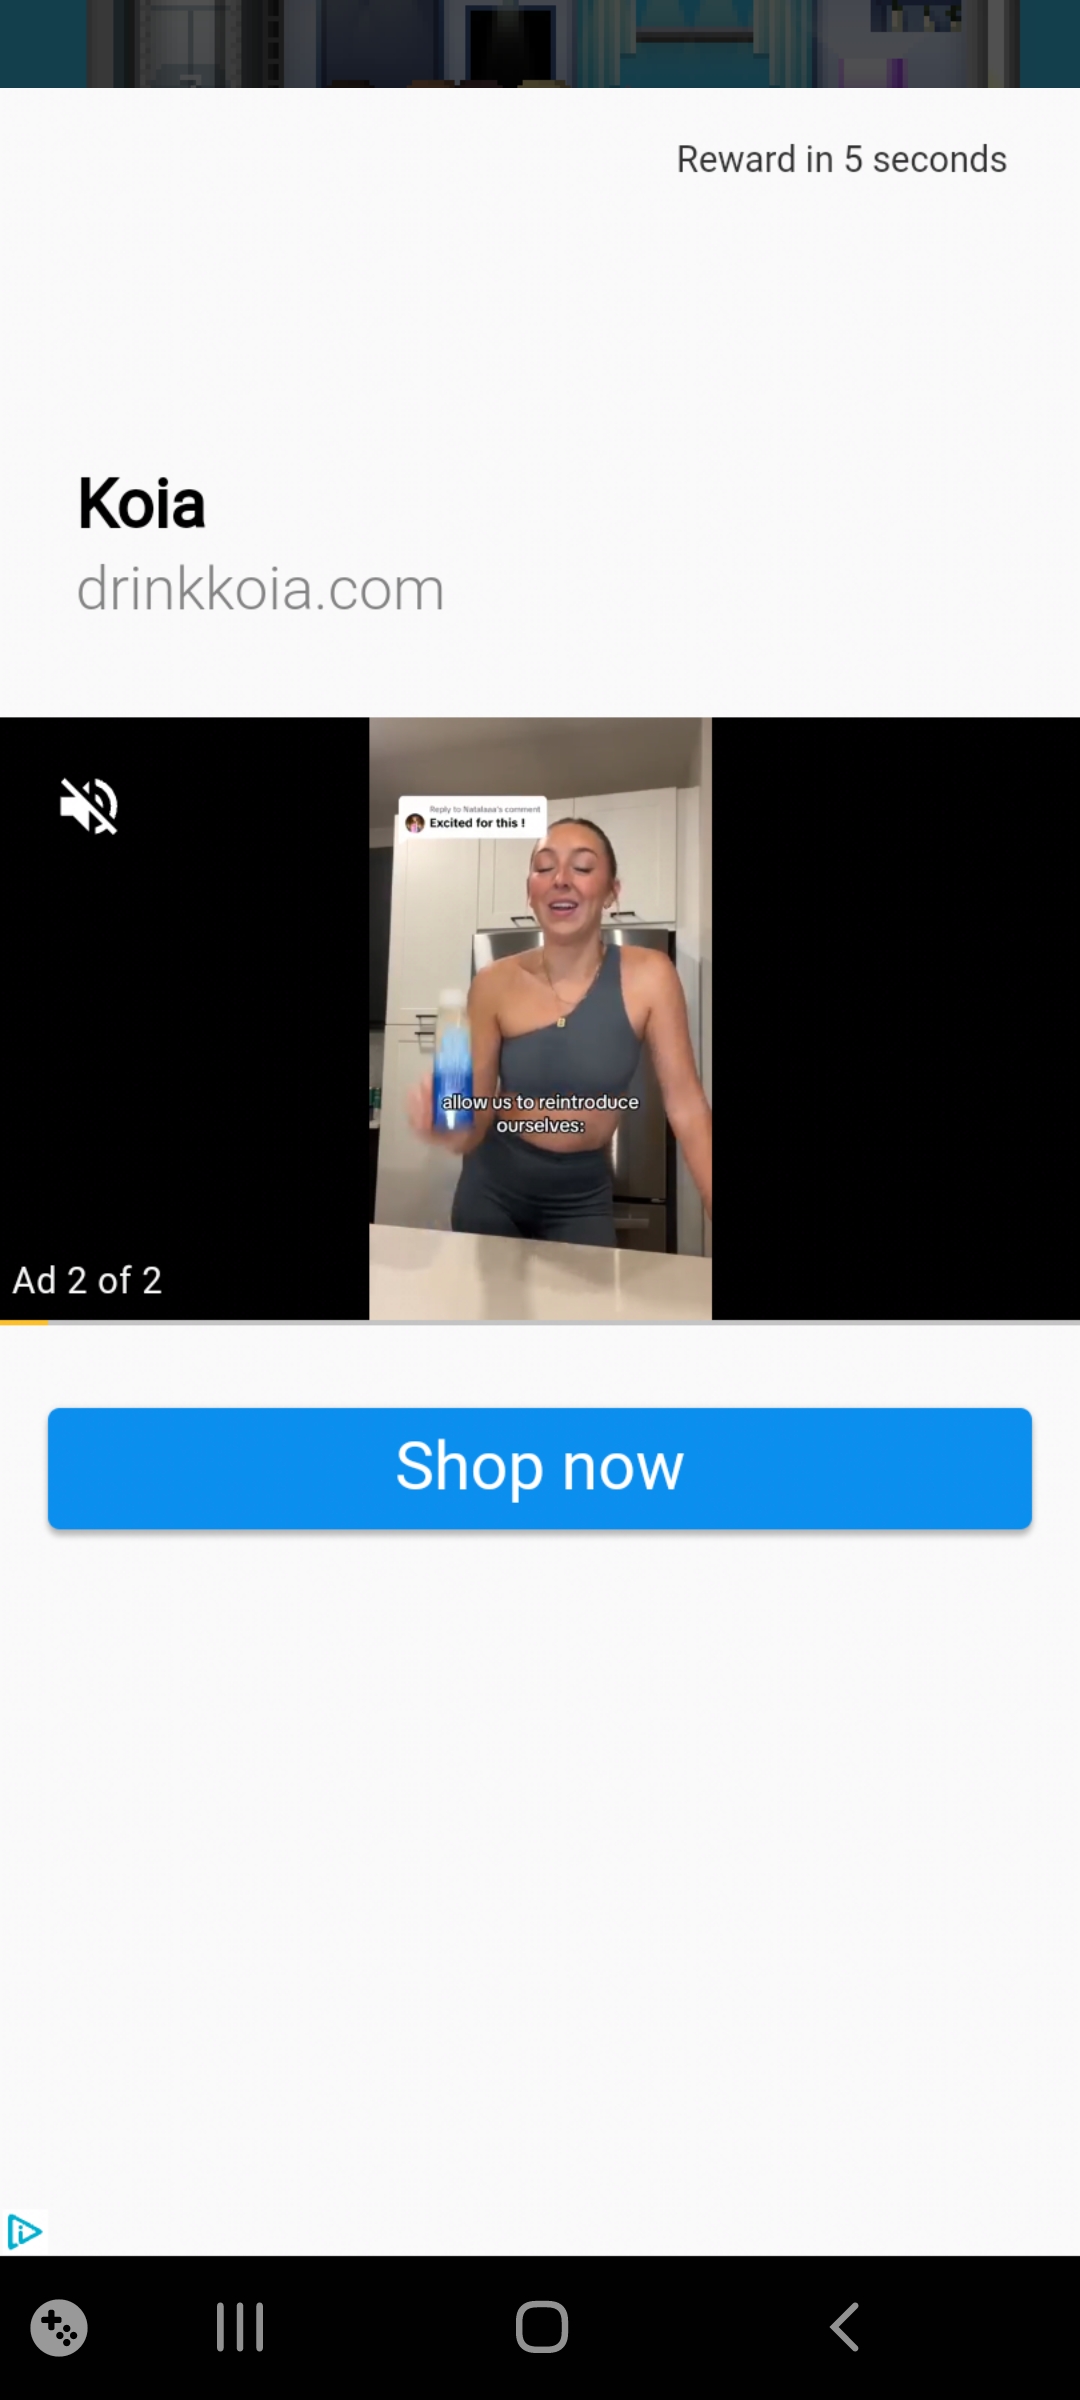 Reward in 5 seconds
Koia
drinkkoia.com
Reply to Natalaaa's comment
Excited for this !
allow us to reintroduce
ourselves:
Ad 2 of 2
Shop now